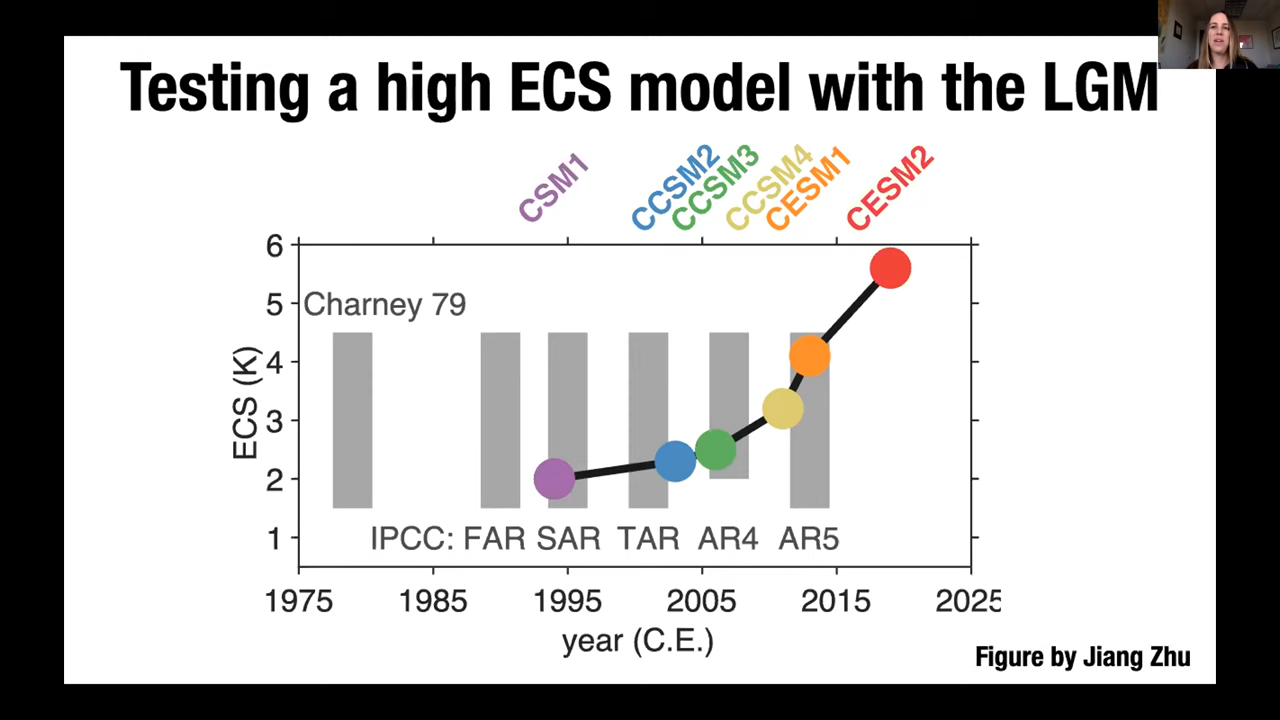 Testing a high ECS model with the LGM
CSM1
CCSM2
CCSM3
CCSM4
CESM1
CESM2
6
5
4
3
2
1
ECS (K)
Charney 79
IPCC: FAR SAR TAR AR4 AR5
1975 1985 1995 2005 2015 2025
year (C.E.)
Figure by Jiang Zhu